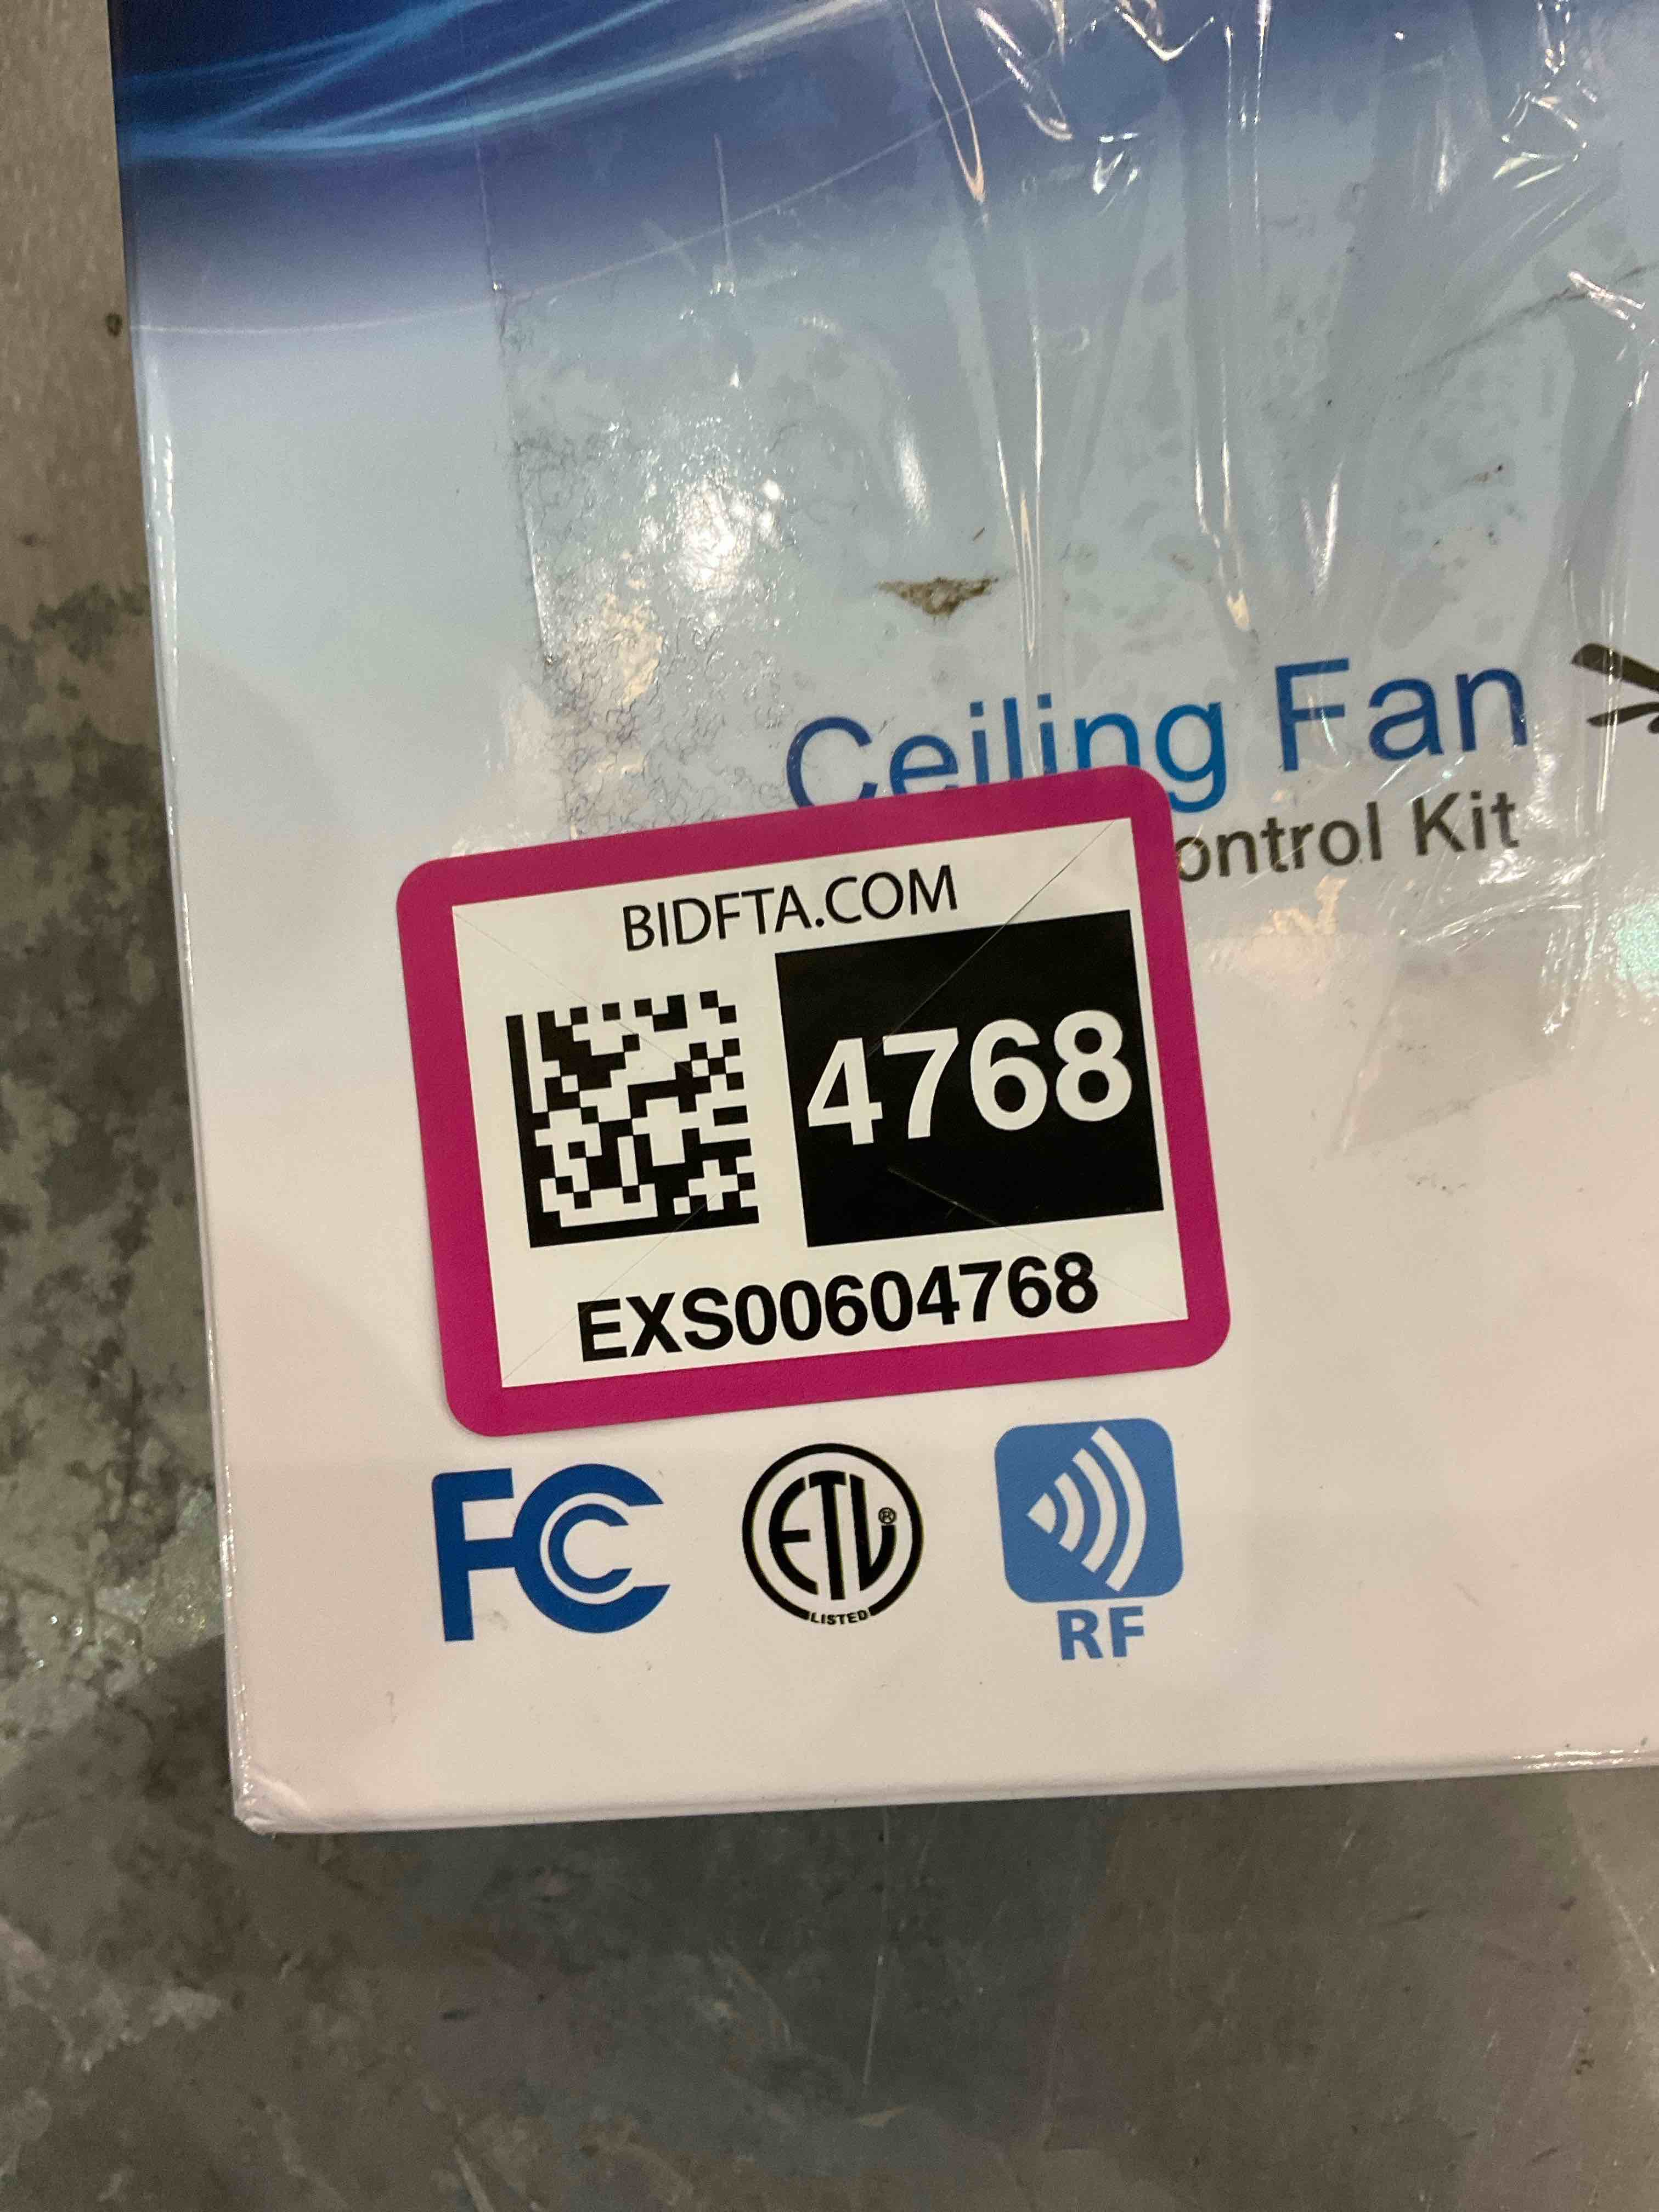 Ceiling Fan
ontrol Kit
BIDFTA.COM
4768
EXS00604768
FC
ETL®
LISTED
RF